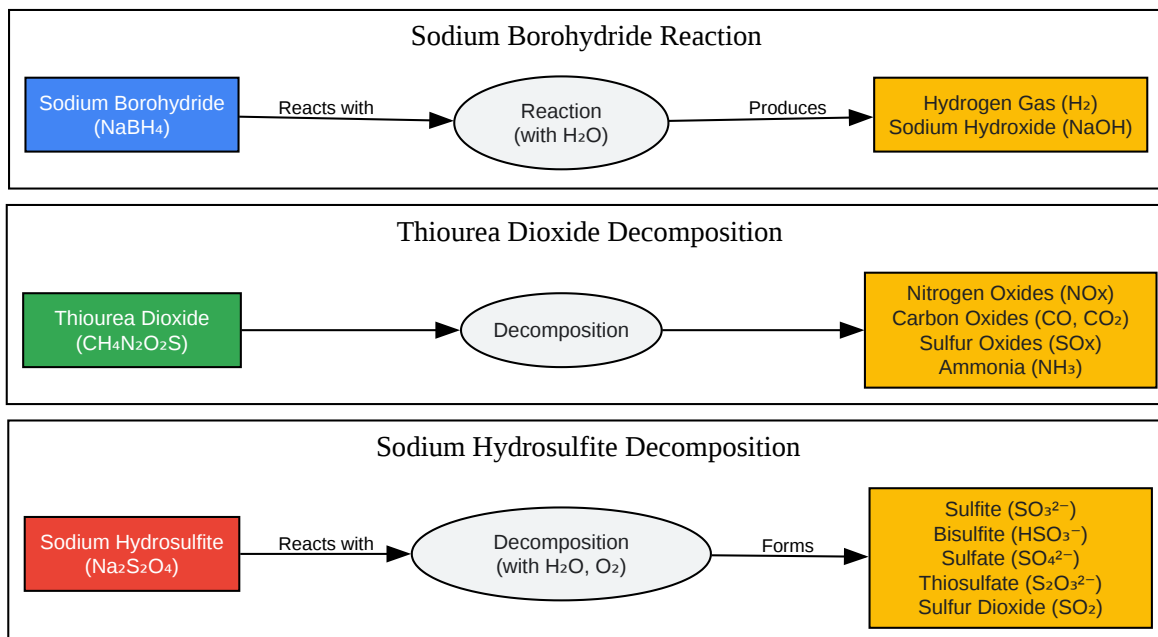 Sodium Borohydride Reaction
Sodium Borohydride
(NaBH₄)
Reacts with
Reaction
(with H₂O)
Produces
Hydrogen Gas (H₂)
Sodium Hydroxide (NaOH)
Thiourea Dioxide Decomposition
Thiourea Dioxide
(CH₄N₂O₂S)
Decomposition
Nitrogen Oxides (NOx)
Carbon Oxides (CO, CO₂)
Sulfur Oxides (SOx)
Ammonia (NH₃)
Sodium Hydrosulfite Decomposition
Sodium Hydrosulfite
(Na₂S₂O₄)
Reacts with
Decomposition
(with H₂O, O₂)
Forms
Sulfite (SO₃²⁻)
Bisulfite (HSO₃⁻)
Sulfate (SO₄²⁻)
Thiosulfate (S₂O₃²⁻)
Sulfur Dioxide (SO₂)